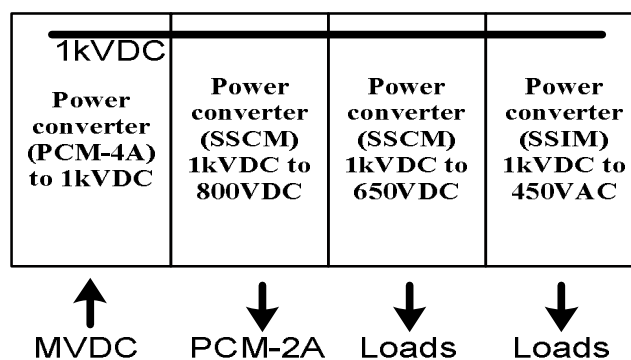 1kVDC
Power
converter
(PCM-4A)
to 1kVDC
Power
converter
(SSCM)
1kVDC to
800VDC
Power
converter
(SSCM)
1kVDC to
650VDC
Power
converter
(SSIM)
1kVDC to
450VAC
MVDC
PCM-2A
Loads
Loads